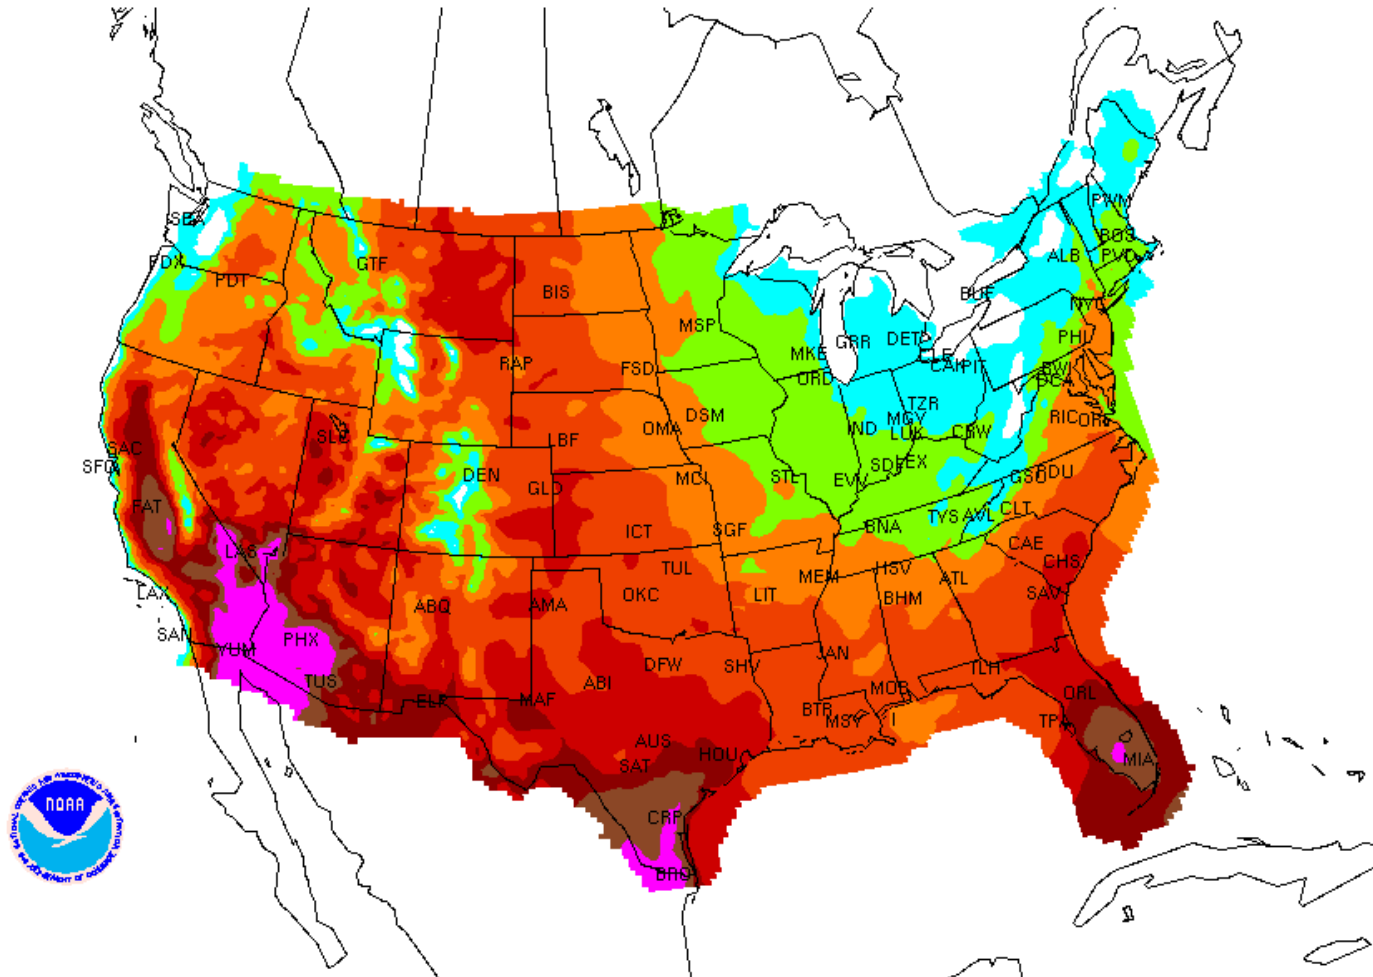 PWM
SEA
BOS
PDX
GTF
ALB
PVD
PDT
BIS
BUF
NYC
MSP
GRR
DET
PHL
MKE
CLE
RAP
FSD
ORD
CAK
PIT
BWI
DCA
DSM
TZR
MGY
RIC
ORF
SLC
OMA
IND
LUK
CRW
SAC
LBF
SFO
DEN
MCI
STL
SDF
LEX
RDU
GLD
EVV
GSO
FAT
ICT
SGF
BNA
TYS
AVL
CLT
LAS
CAE
TUL
MEM
HSV
ATL
CHS
LAX
ABQ
AMA
OKC
LIT
BHM
SAV
SAN
YUM
PHX
DFW
SHV
JAN
TLH
TUS
ABI
ELP
MAF
MOB
ORL
BTR
MSY
TPA
AUS
HOU
SAT
MIA
NOAA
CRP
BRO